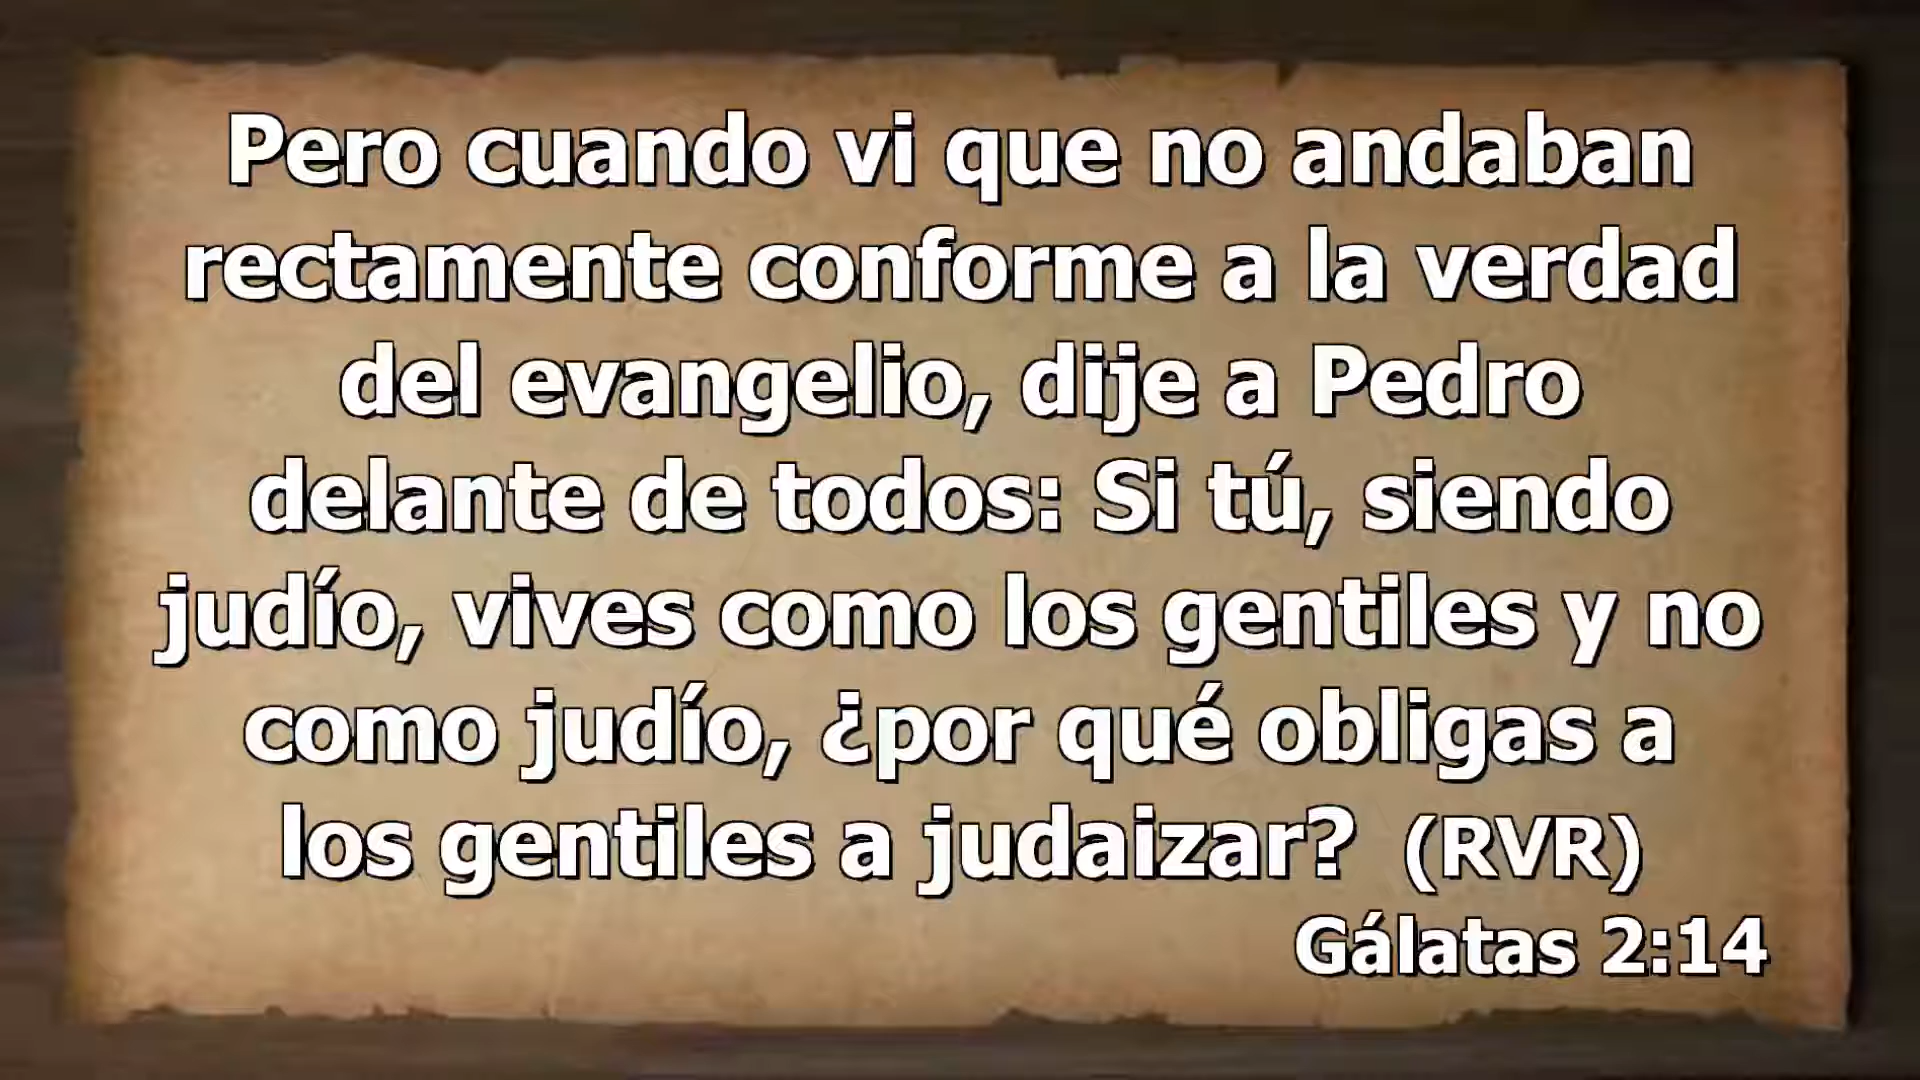 Pero cuando vi que no andaban
rectamente conforme a la verdad
del evangelio, dije a Pedro
delante de todos: Si tú, siendo
judío, vives como los gentiles y no
como judío, ¿por qué obligas a
los gentiles a judaizar? (RVR)
Gálatas 2:14